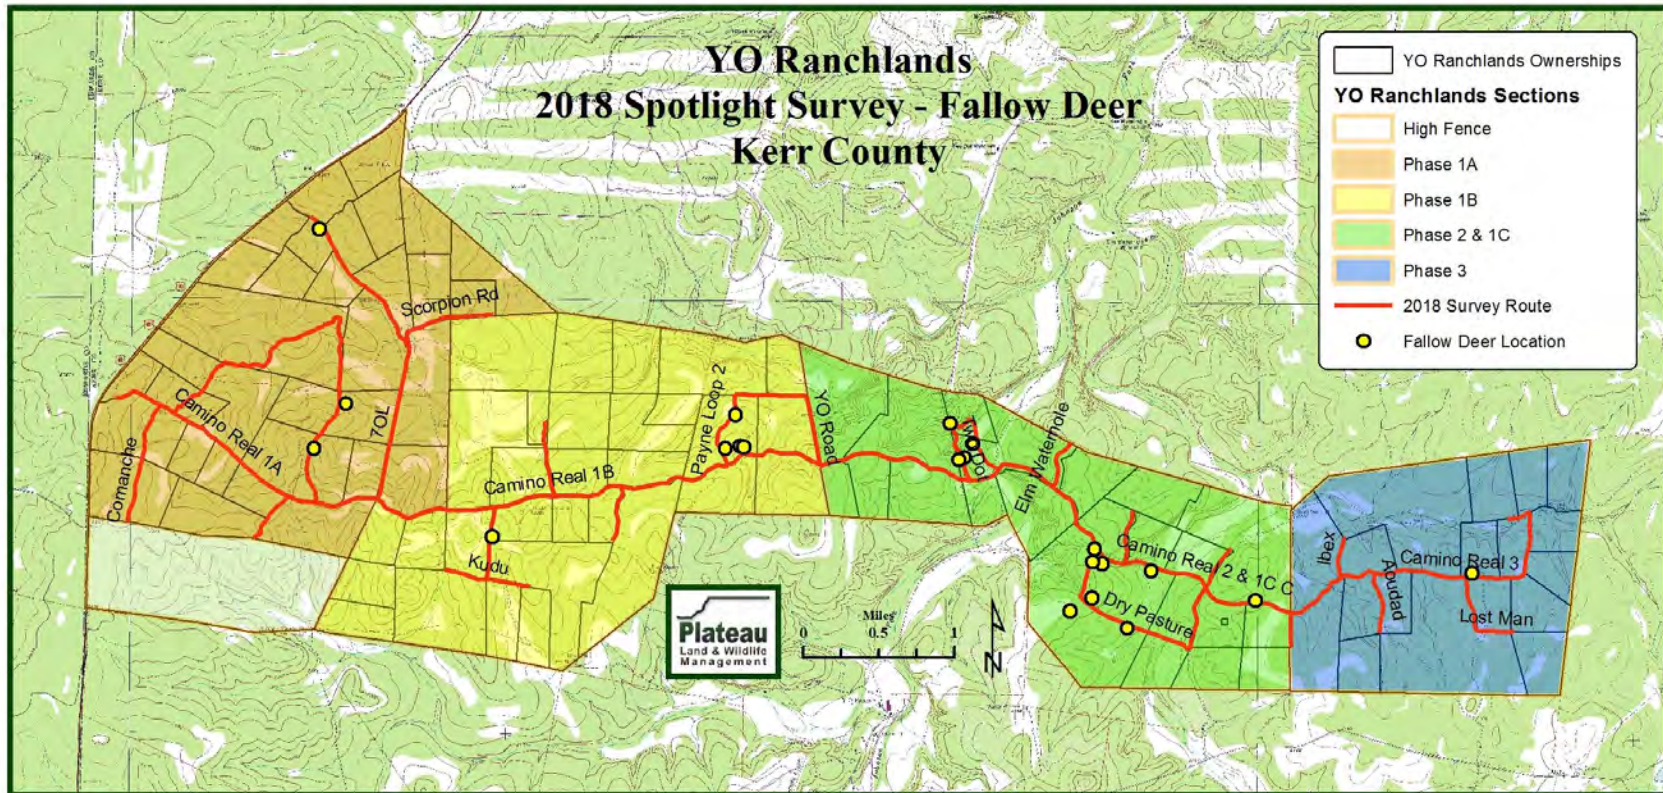 YO Ranchlands
2018 Spotlight Survey - Fallow Deer
Kerr County
YO Ranchlands Ownerships
YO Ranchlands Sections
High Fence
Phase 1A
Phase 1B
Phase 2 & 1C
Phase 3
2018 Survey Route
Fallow Deer Location
Scorpion Rd
Camino Real 1A
7OL
Comanche
Payne Loop 2
YO Road
Camino Real 1B
Kudu
Elm Waterhole
Camino Real 2 & 1C C
Dry Pasture
Ibex
Aoudad
Camino Real 3
Lost Man
Johnson
Plateau
Land & Wildlife
Management
Miles
0 0.5 1
N